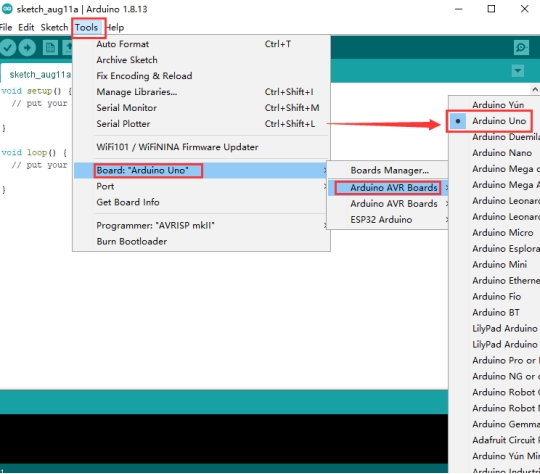 sketch_aug11a | Arduino 1.8.13
File Edit Sketch Tools Help
Auto Format Ctrl+T
Archive Sketch
Fix Encoding & Reload
Manage Libraries... Ctrl+Shift+I
Serial Monitor Ctrl+Shift+M
Serial Plotter Ctrl+Shift+L
WiFi101 / WiFiNINA Firmware Updater
Board: "Arduino Uno"
Port
Get Board Info
Programmer: "AVRISP mkII"
Burn Bootloader
sketch_aug11a
void setup() {
// put your
}
void loop() {
// put your
}
Boards Manager...
Arduino AVR Boards
Arduino AVR Boards
ESP32 Arduino
Arduino Yún
Arduino Uno
Arduino Duemila
Arduino Nano
Arduino Mega o
Arduino Mega A
Arduino Leonard
Arduino Leonard
Arduino Micro
Arduino Esplora
Arduino Mini
Arduino Etherne
Arduino Fio
Arduino BT
LilyPad Arduino
LilyPad Arduino
Arduino Pro or
Arduino NG or o
Arduino Robot
Arduino Robot
Arduino Gemma
Adafruit Circuit
Arduino Yún Min
Arduino Industri
1